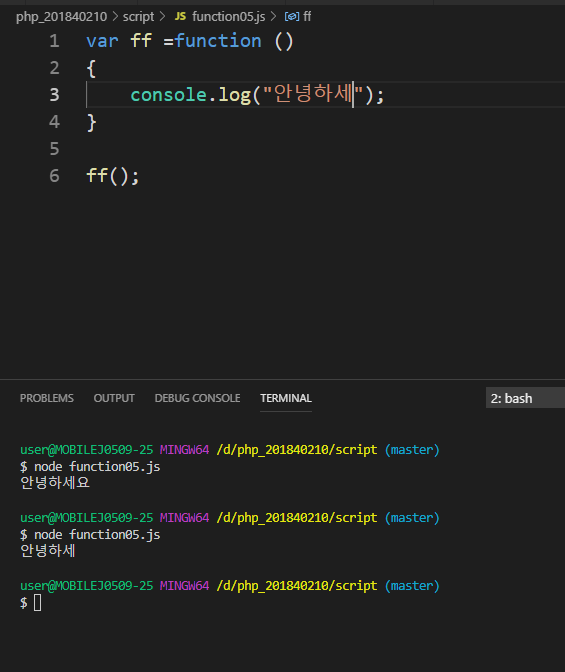 php_201840210 > script > JS function05.js > ff
1 var ff =function ()
2 {
3 console.log("안녕하세");
4 }
5
6 ff();
PROBLEMS OUTPUT DEBUG CONSOLE TERMINAL 2: bash
user@MOBILEJ0509-25 MINGW64 /d/php_201840210/script (master)
$ node function05.js
안녕하세요
user@MOBILEJ0509-25 MINGW64 /d/php_201840210/script (master)
$ node function05.js
안녕하세
user@MOBILEJ0509-25 MINGW64 /d/php_201840210/script (master)
$